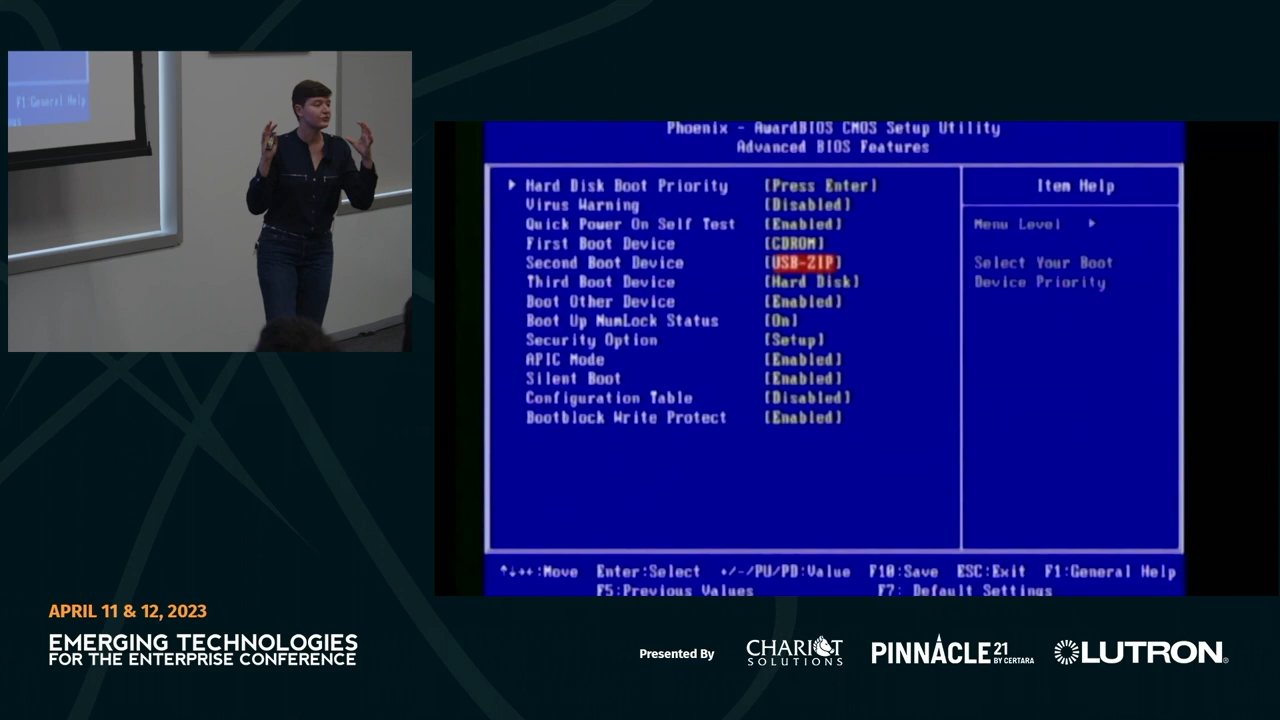 F1:General Help
Phoenix - AwardBIOS CMOS Setup Utility
Advanced BIOS Features
Hard Disk Boot Priority [Press Enter]
Virus Warning [Disabled]
Quick Power On Self Test [Enabled]
First Boot Device [CDROM]
Second Boot Device [USB-ZIP]
Third Boot Device [Hard Disk]
Boot Other Device [Enabled]
Boot Up NumLock Status [On]
Security Option [Setup]
APIC Mode [Enabled]
Silent Boot [Enabled]
Configuration Table [Disabled]
Bootblock Write Protect [Enabled]
Item Help
Menu Level
Select Your Boot
Device Priority
↑↓→←:Move Enter:Select +/-/PU/PD:Value F10:Save ESC:Exit F1:General Help
F5:Previous Values F7: Default Settings
APRIL 11 & 12, 2023
EMERGING TECHNOLOGIES
FOR THE ENTERPRISE CONFERENCE
Presented By
CHARIOT
SOLUTIONS
PINNACLE 21
BY CERTARA
LUTRON®